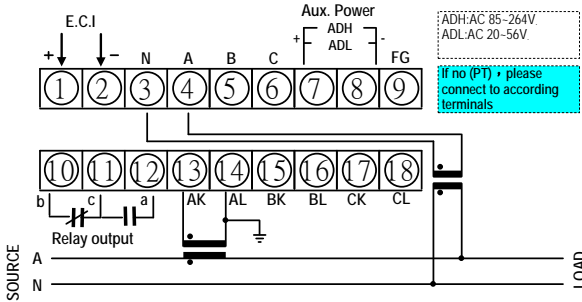 E.C.I
Aux. Power
ADH:AC 85~264V.
ADL:AC 20~56V.
+ ADH -
ADL
+ - N A B C FG
If no (PT) , please
connect to according
terminals
1 2 3 4 5 6 7 8 9
10 11 12 13 14 15 16 17 18
b c a AK AL BK BL CK CL
Relay output
SOURCE
A
N
LOAD